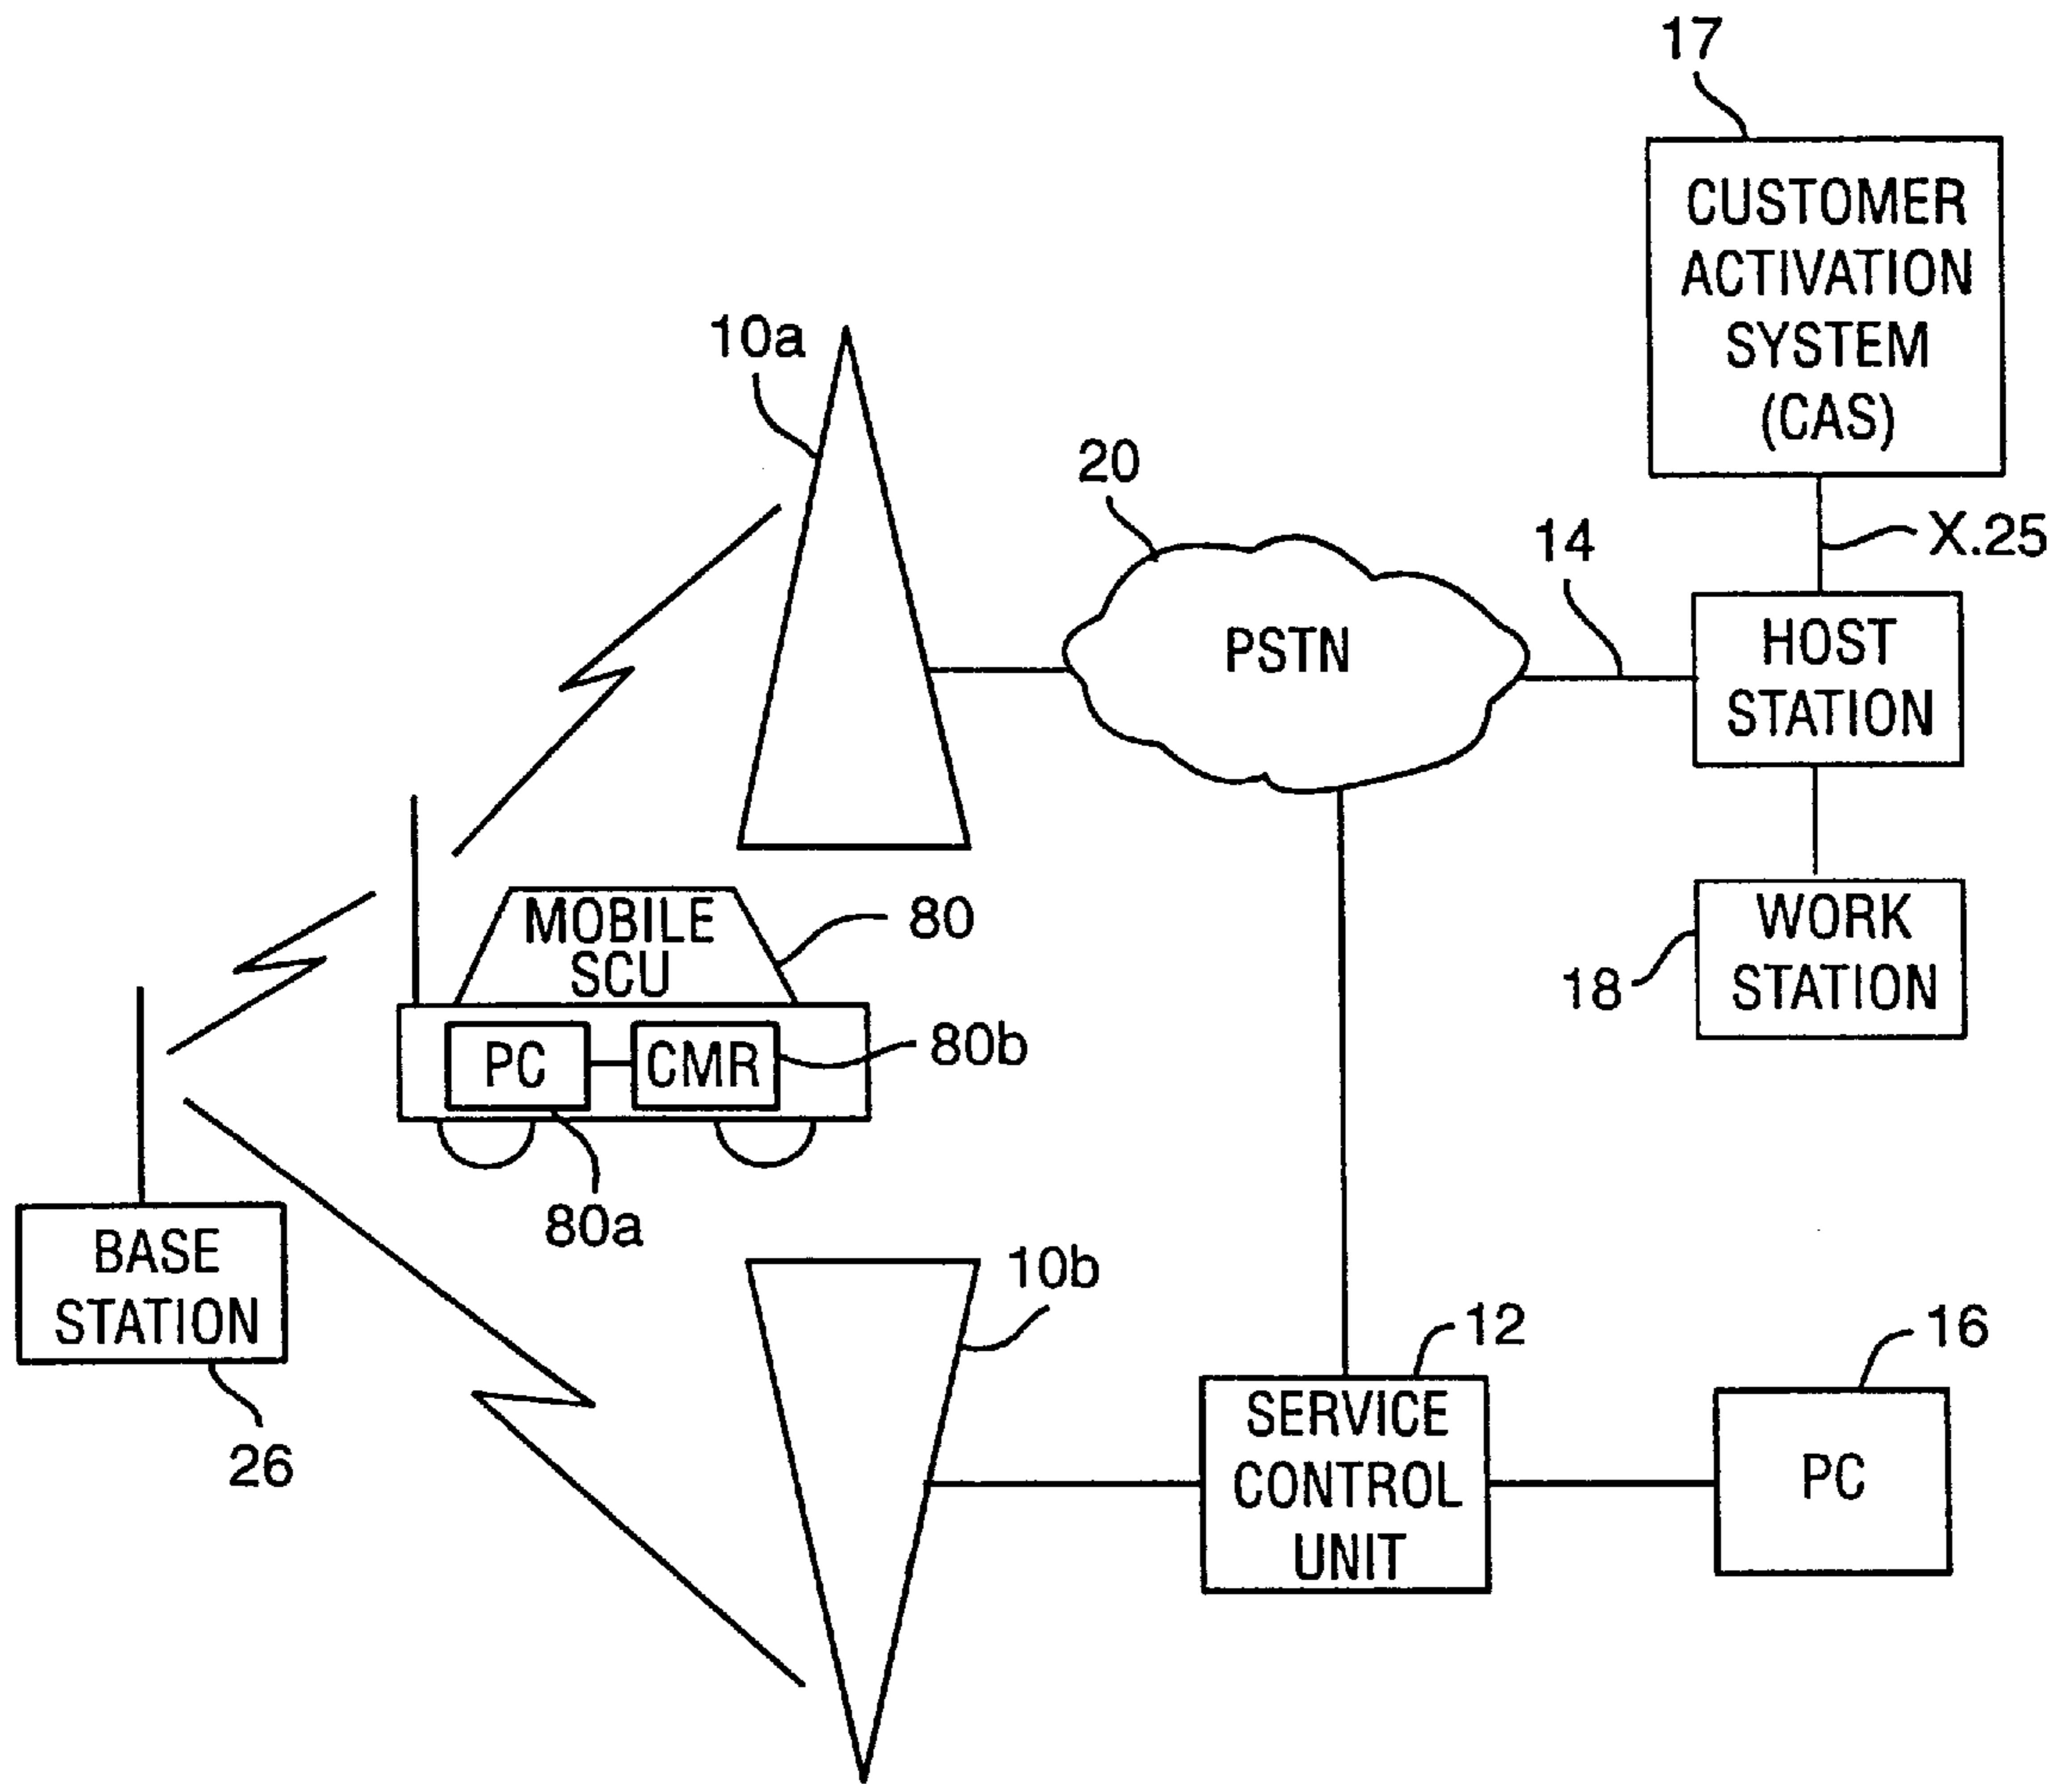 17
CUSTOMER
ACTIVATION
SYSTEM
(CAS)
10a
20
14
X.25
PSTN
HOST
STATION
MOBILE
SCU
80
WORK
STATION
18
PC
CMR
80b
80a
BASE
STATION
26
10b
12
16
SERVICE
CONTROL
UNIT
PC